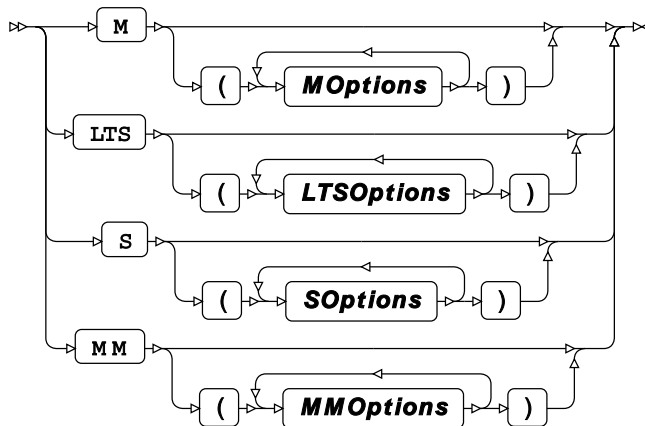 M
( MOptions )
LTS
( LTSOptions )
S
( SOptions )
MM
( MMOptions )